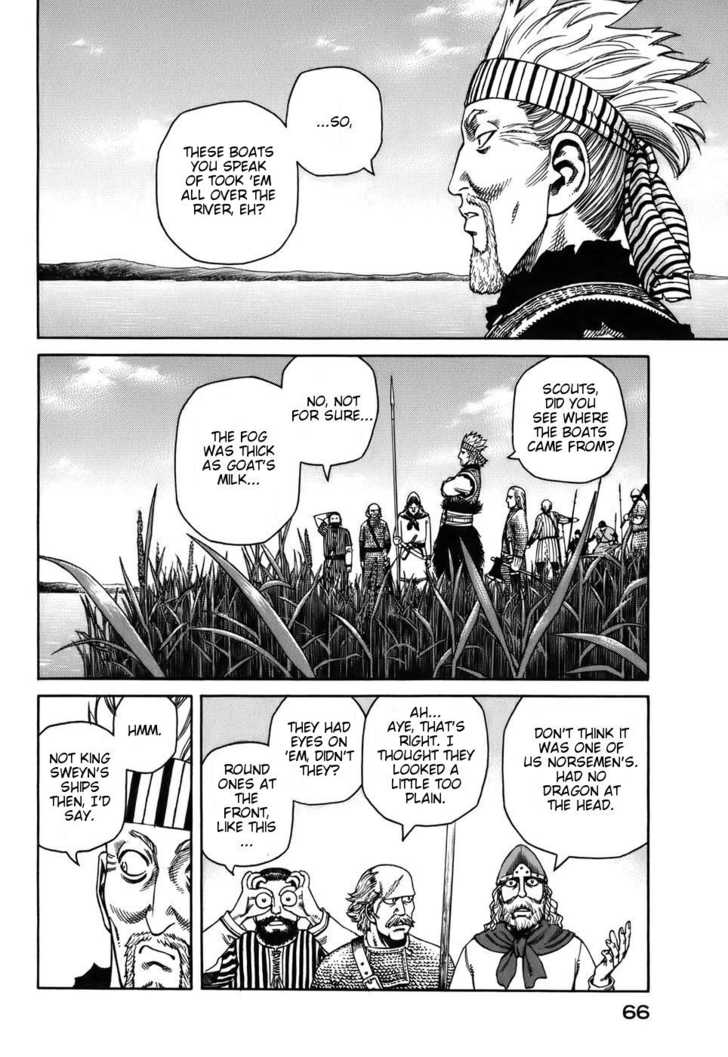 ...SO,
THESE BOATS
YOU SPEAK
OF TOOK 'EM
ALL OVER THE
RIVER, EH?
SCOUTS,
DID YOU
SEE WHERE
THE BOATS
CAME FROM?
NO, NOT
FOR SURE...
THE FOG
WAS THICK
AS GOAT'S
MILK...
DON'T THINK IT
WAS ONE OF
US NORSEMEN'S.
HAD NO
DRAGON AT
THE HEAD.
AH...
AYE, THAT'S
RIGHT. I
THOUGHT THEY
LOOKED A
LITTLE TOO
PLAIN.
THEY HAD
EYES ON
'EM, DIDN'T
THEY?
ROUND
ONES AT
THE FRONT,
LIKE THIS
...
HMM.
NOT KING
SWEYN'S
SHIPS
THEN, I'D
SAY.
66